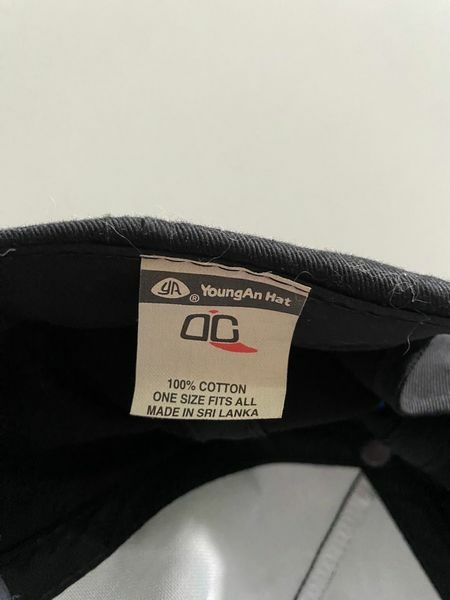 YA ® YoungAn Hat
100% COTTON
ONE SIZE FITS ALL
MADE IN SRI LANKA